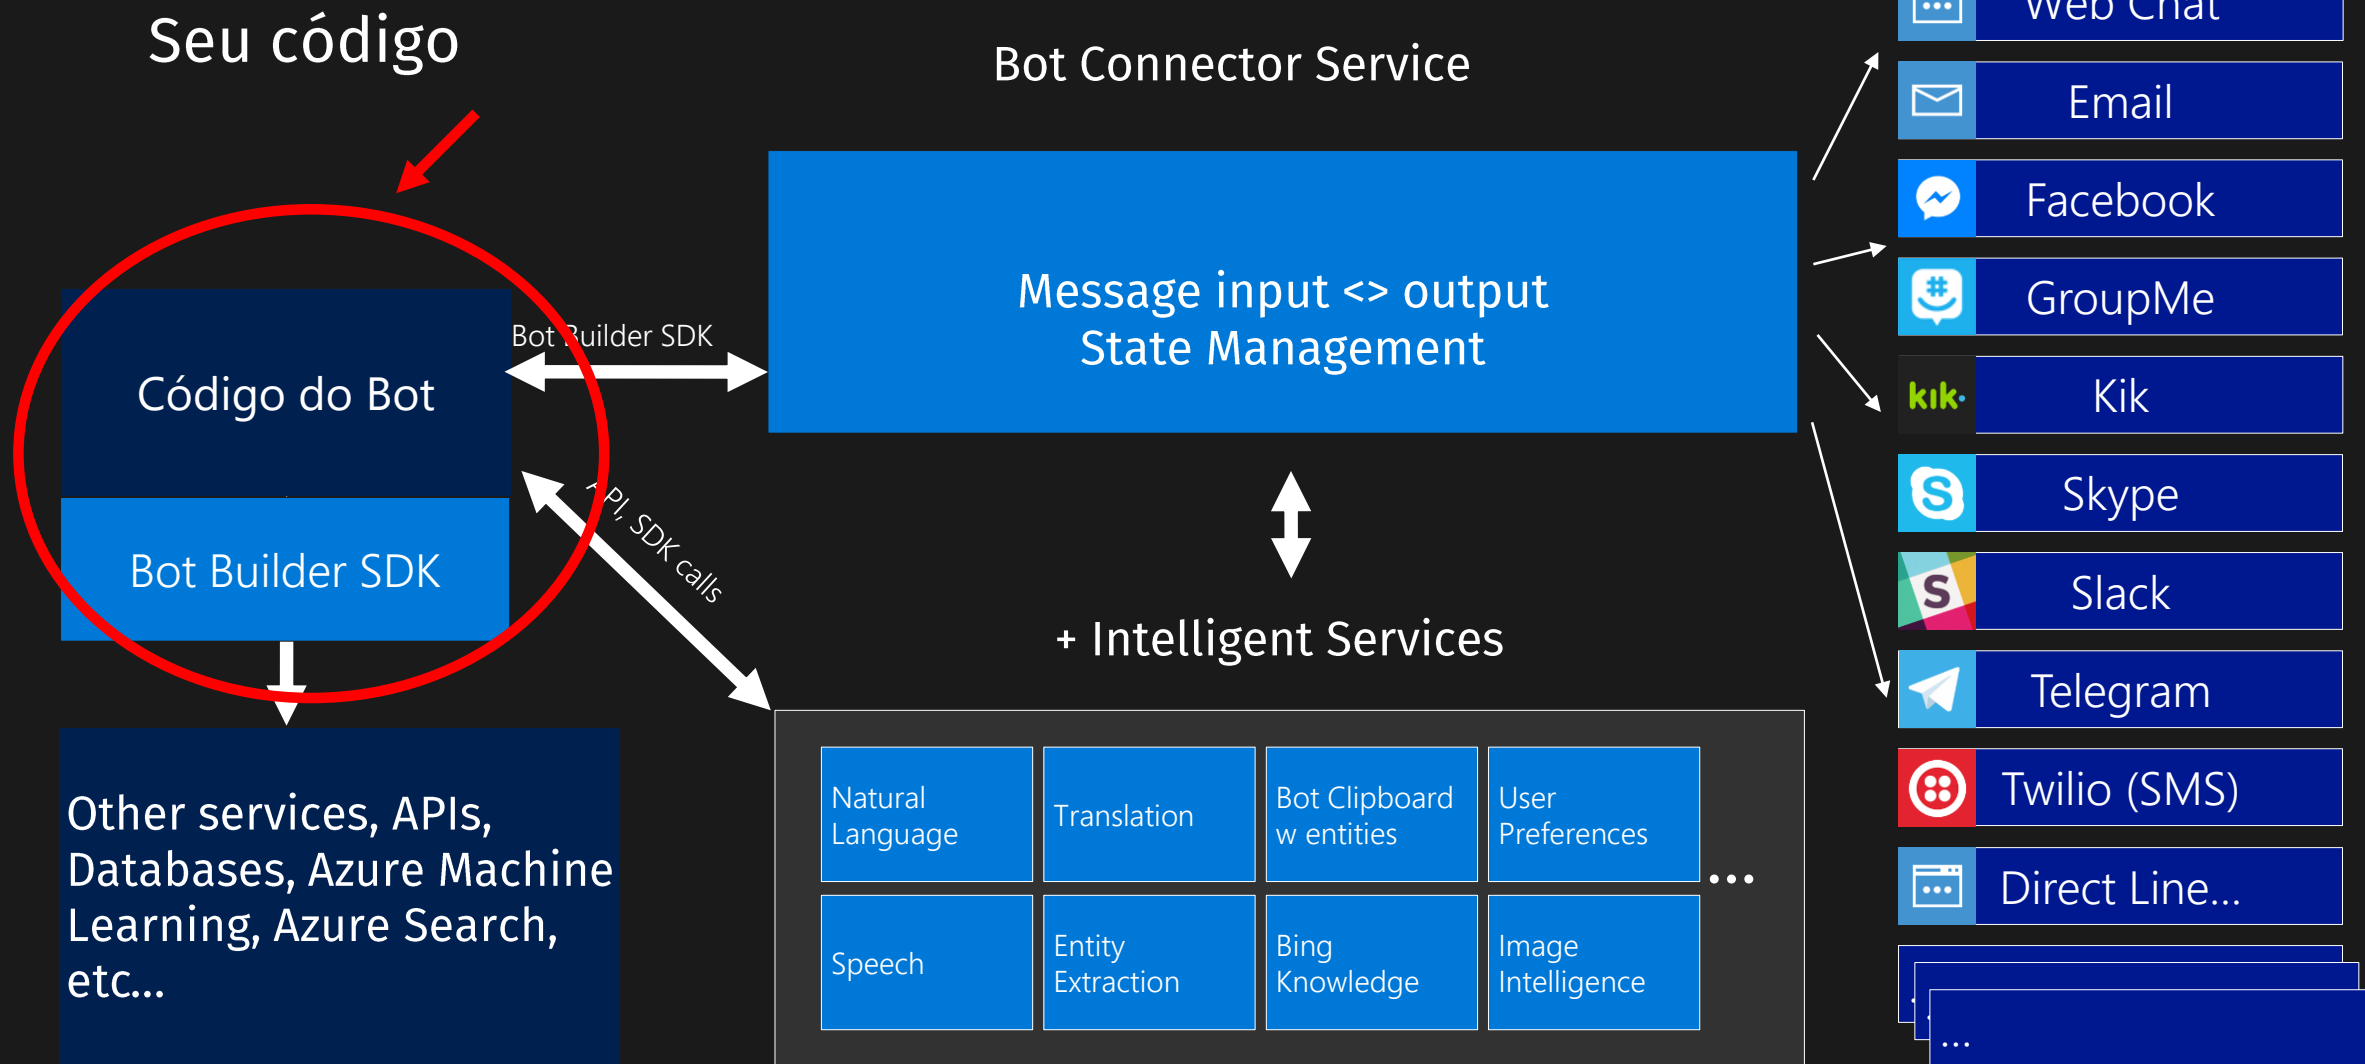 Seu código
Bot Connector Service
Web Chat
Email
Facebook
GroupMe
kik
Kik
Skype
S
Slack
Telegram
Twilio (SMS)
Direct Line...
...
Message input <> output
State Management
Bot Builder SDK
Código do Bot
Bot Builder SDK
API, SDK calls
+ Intelligent Services
Other services, APIs,
Databases, Azure Machine
Learning, Azure Search,
etc...
Natural
Language
Translation
Bot Clipboard
w entities
User
Preferences
...
Speech
Entity
Extraction
Bing
Knowledge
Image
Intelligence